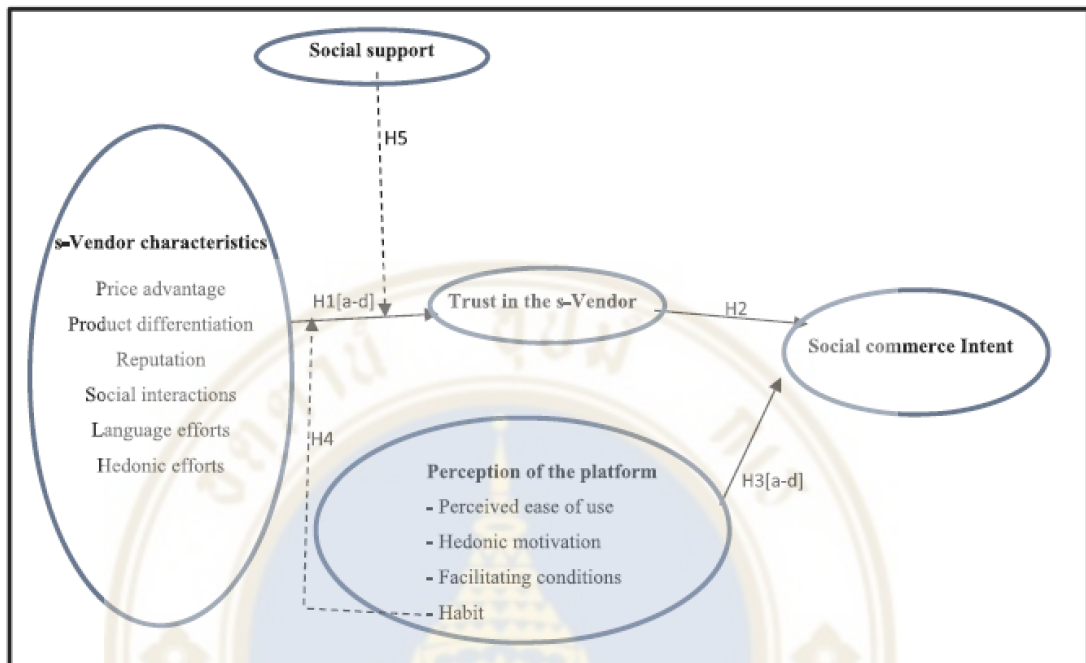 Social support
H5
s-Vendor characteristics
Price advantage
Product differentiation
Reputation
Social interactions
Language efforts
Hedonic efforts
H1[a-d]
Trust in the s-Vendor
H2
Social commerce Intent
H4
Perception of the platform
- Perceived ease of use
- Hedonic motivation
- Facilitating conditions
- Habit
H3[a-d]